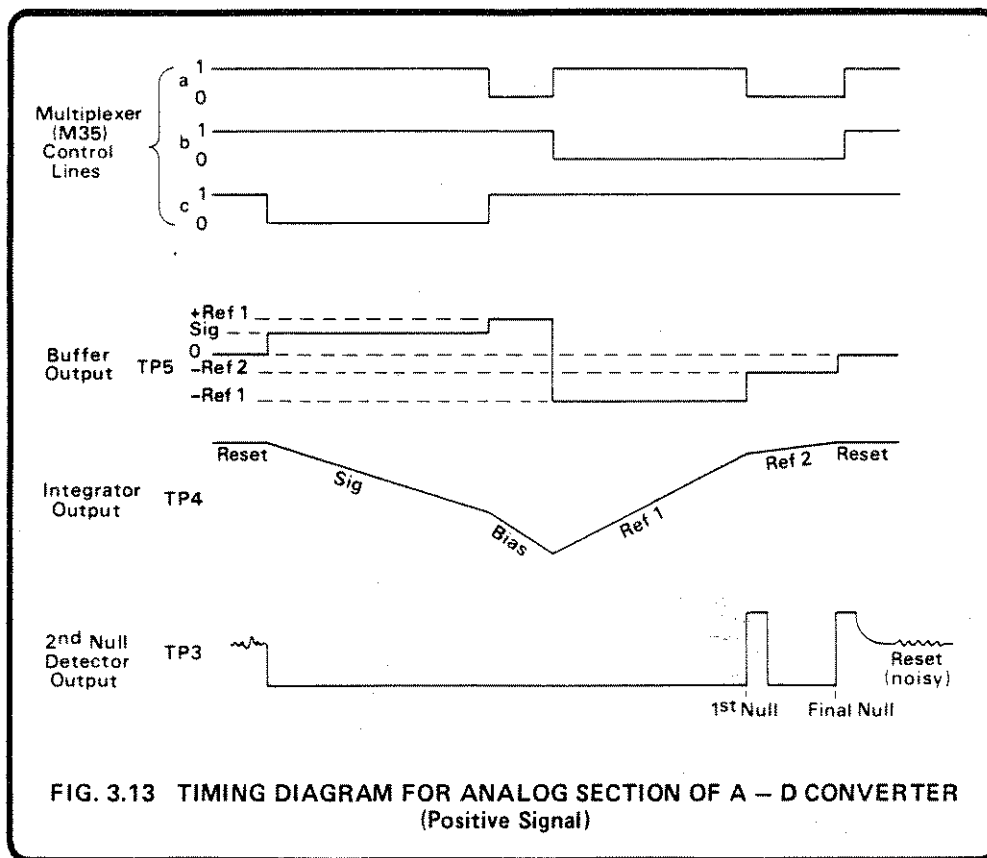 a
1
0
Multiplexer
(M35)
Control
Lines
b
1
0
c
1
0
+Ref 1
Sig
0
Buffer
Output
TP5
–Ref 2
–Ref 1
Reset
Sig
Bias
Ref 1
Ref 2
Reset
Integrator
Output
TP4
2nd Null
Detector
Output
TP3
Reset
(noisy)
1st Null
Final Null
FIG. 3.13 TIMING DIAGRAM FOR ANALOG SECTION OF A – D CONVERTER
(Positive Signal)